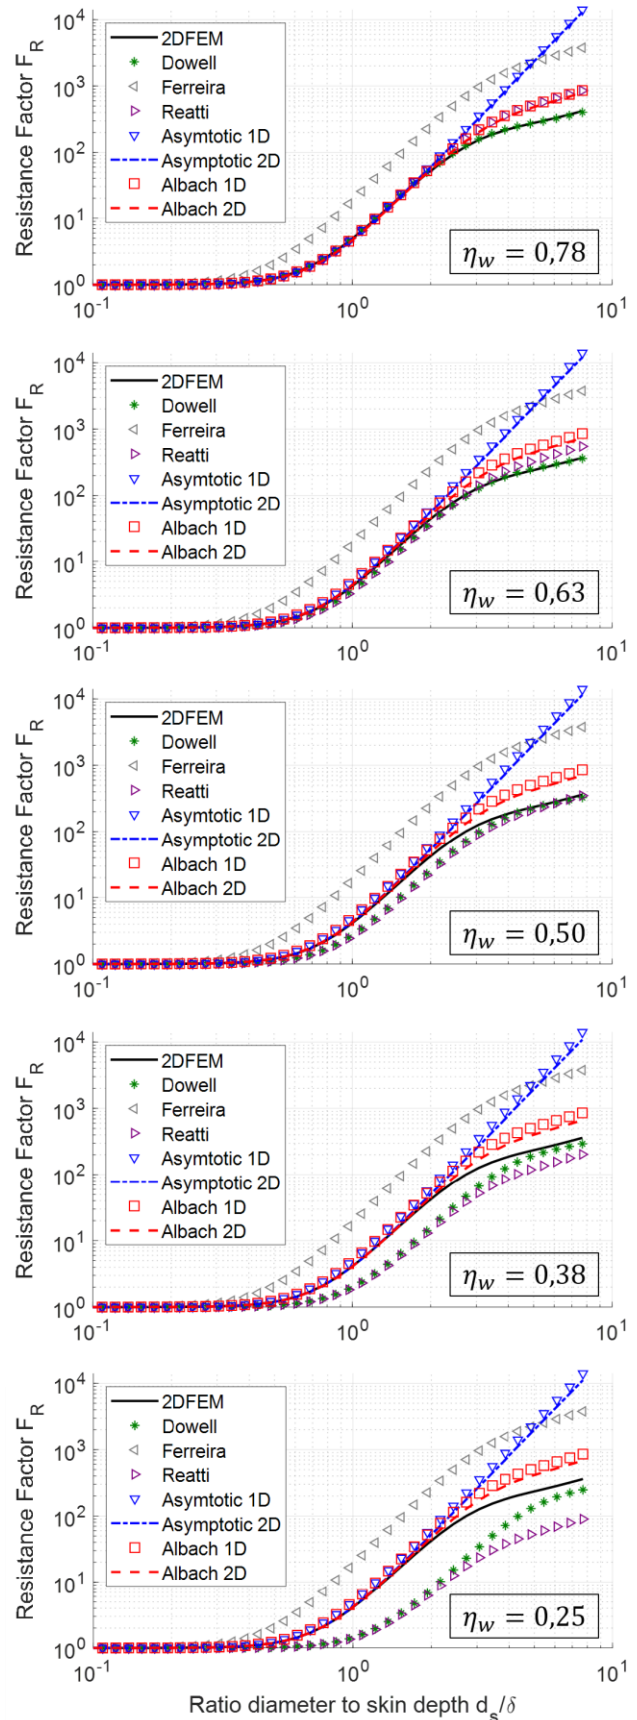 Resistance Factor F_R
10^4
10^3
10^2
10^1
10^0
2DFEM
Dowell
Ferreira
Reatti
Asymtotic 1D
Asymptotic 2D
Albach 1D
Albach 2D
η_w = 0,78
10^-1
10^0
10^1
Resistance Factor F_R
10^4
10^3
10^2
10^1
10^0
2DFEM
Dowell
Ferreira
Reatti
Asymtotic 1D
Asymptotic 2D
Albach 1D
Albach 2D
η_w = 0,63
10^-1
10^0
10^1
Resistance Factor F_R
10^4
10^3
10^2
10^1
10^0
2DFEM
Dowell
Ferreira
Reatti
Asymtotic 1D
Asymptotic 2D
Albach 1D
Albach 2D
η_w = 0,50
10^-1
10^0
10^1
Resistance Factor F_R
10^4
10^3
10^2
10^1
10^0
2DFEM
Dowell
Ferreira
Reatti
Asymtotic 1D
Asymptotic 2D
Albach 1D
Albach 2D
η_w = 0,38
10^-1
10^0
10^1
Resistance Factor F_R
10^4
10^3
10^2
10^1
10^0
2DFEM
Dowell
Ferreira
Reatti
Asymtotic 1D
Asymptotic 2D
Albach 1D
Albach 2D
η_w = 0,25
10^-1
10^0
10^1
Ratio diameter to skin depth d_s/δ